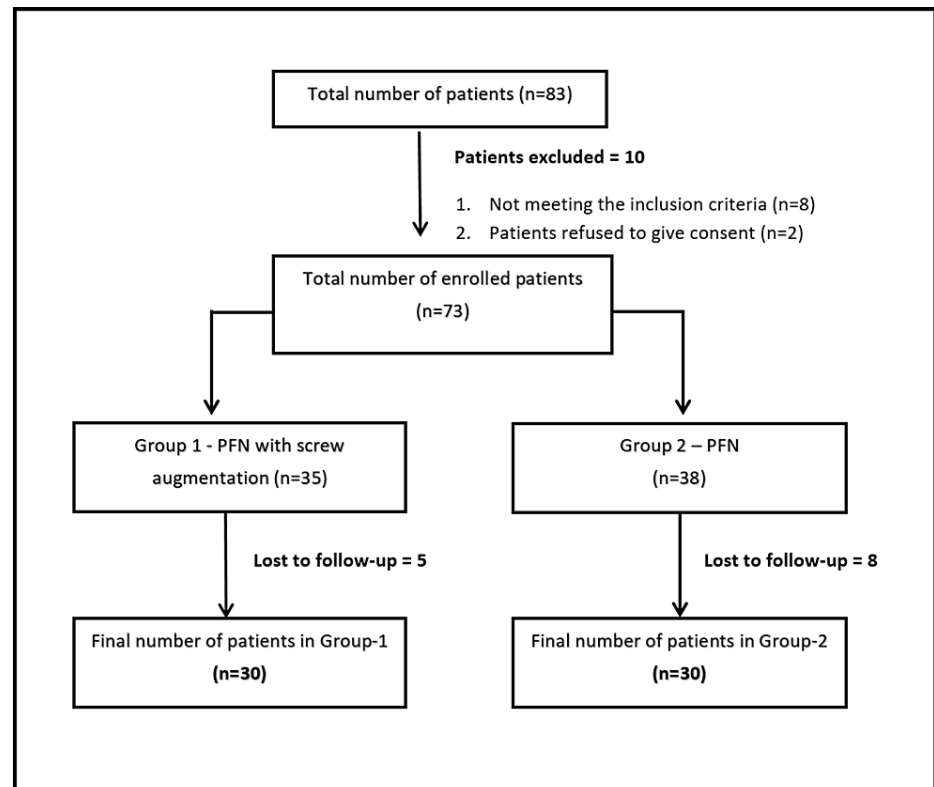 Total number of patients (n=83)
Patients excluded = 10
1. Not meeting the inclusion criteria (n=8)
2. Patients refused to give consent (n=2)
Total number of enrolled patients
(n=73)
Group 1 - PFN with screw
augmentation (n=35)
Group 2 – PFN
(n=38)
Lost to follow-up = 5
Lost to follow-up = 8
Final number of patients in Group-1
(n=30)
Final number of patients in Group-2
(n=30)